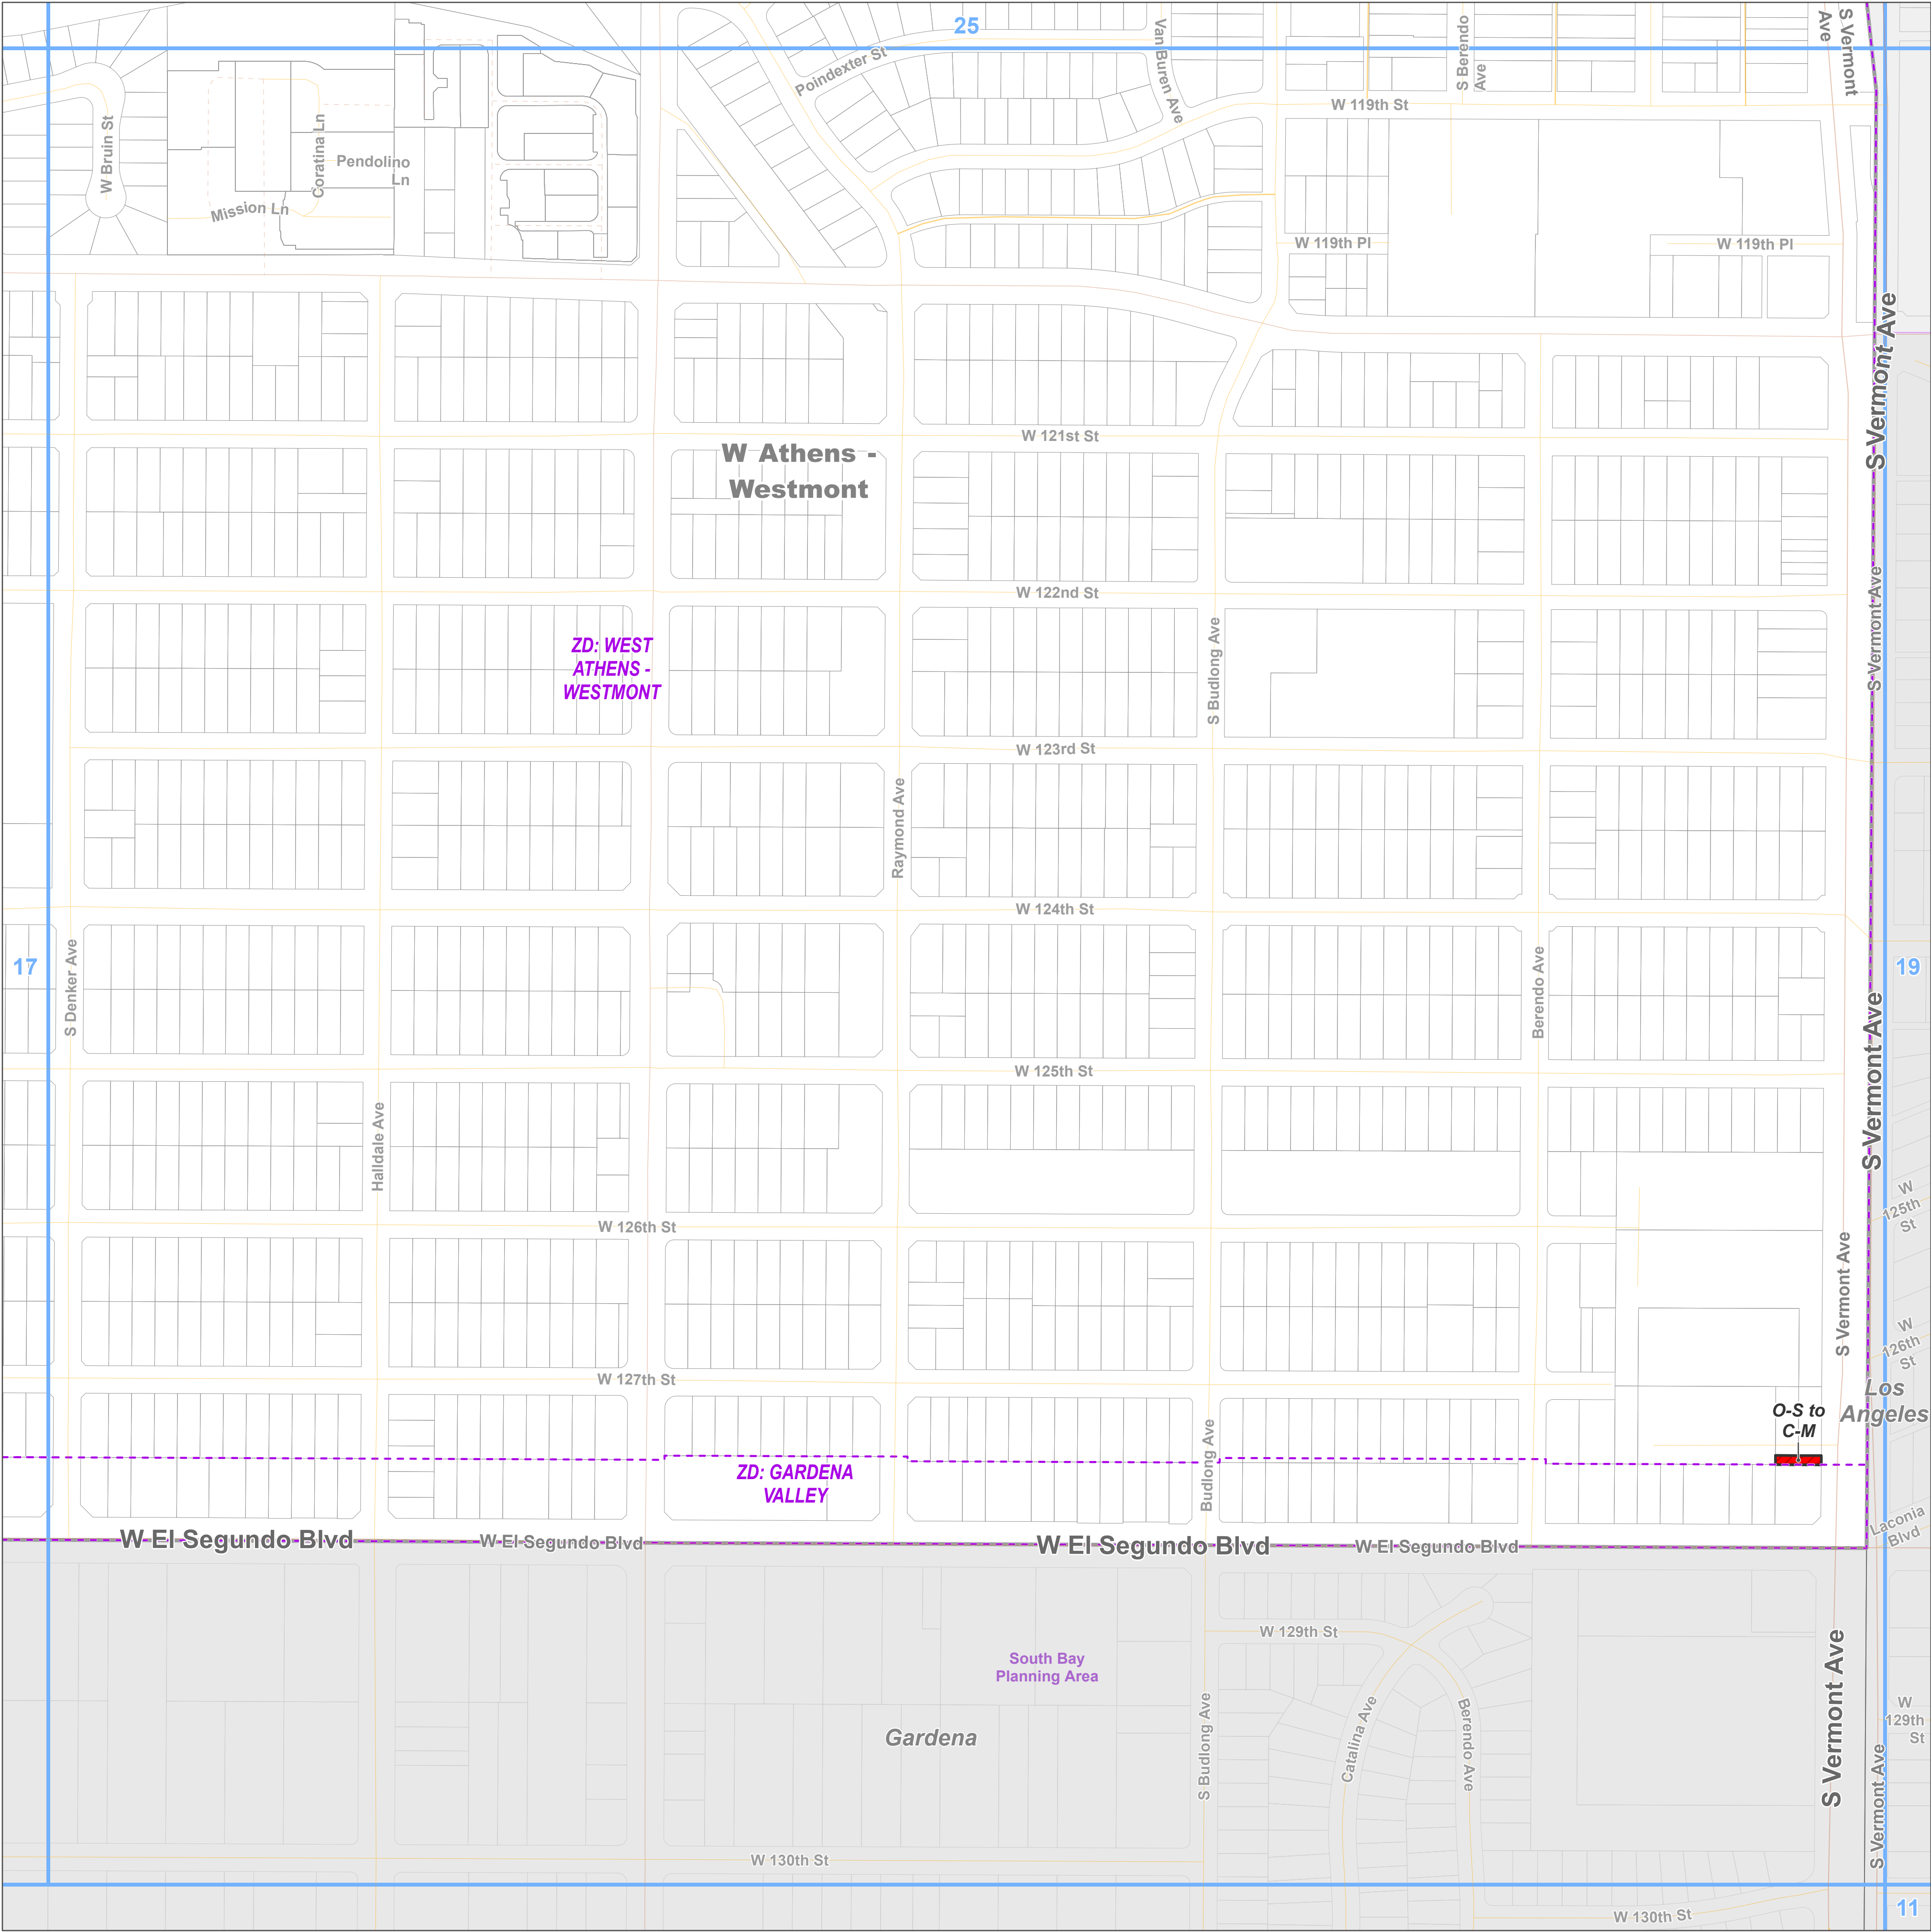 25
S Vermont
Ave
Van Buren Ave
S Berendo
Ave
Poindexter St
W 119th St
W Bruin St
Coratina Ln
Pendolino
Ln
Mission Ln
W 119th Pl
W 119th Pl
S Vermont Ave
W 121st St
W Athens -
Westmont
W 122nd St
S Vermont Ave
ZD: WEST
ATHENS -
WESTMONT
S Budlong Ave
W 123rd St
Raymond Ave
W 124th St
17
S Denker Ave
Berendo Ave
19
S Vermont Ave
W 125th St
Halldale Ave
W
125th
St
W 126th St
S Vermont Ave
W
126th
St
W 127th St
Los
Angeles
O-S to
C-M
Budlong Ave
ZD: GARDENA
VALLEY
Laconia
Blvd
W El Segundo Blvd
W El Segundo Blvd
W El Segundo Blvd
W El Segundo Blvd
W 129th St
South Bay
Planning Area
S Vermont Ave
Catalina Ave
Berendo Ave
S Budlong Ave
W
129th
St
Gardena
S Vermont Ave
W 130th St
W 130th St
11